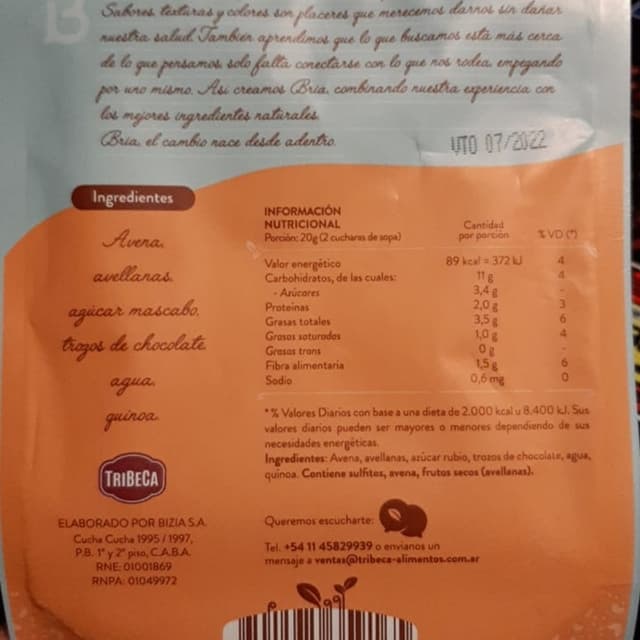 B
Sabores, texturas y colores son placeres que merecemos darnos sin dañar
nuestra salud. También aprendimos que lo que buscamos está más cerca
de lo que pensamos, solo falta conectarse con lo que nos rodea, empezando
por uno mismo. Así creamos Bria, combinando nuestra experiencia con
los mejores ingredientes naturales.
Bria, el cambio nace desde adentro.
VTO 07/2022
Ingredientes
Avena,
avellanas,
azúcar mascabo,
trozos de chocolate
agua,
quinoa.
TRIBECA
ELABORADO POR BIZIA S.A.
Cucha Cucha 1995 / 1997,
P.B. 1º y 2º piso, C.A.B.A.
RNE: 01001869
RNPA: 01049972
INFORMACIÓN
NUTRICIONAL
Porción: 20g (2 cucharas de sopa) Cantidad por porción % VD (*)
Valor energético 89 kcal = 372 kJ 4
Carbohidratos, de las cuales: 11 g 4
- Azúcares 3,4 g -
Proteínas 2,0 g 3
Grasas totales 3,5 g 6
Grasas saturadas 1,0 g 4
Grasas trans 0 g -
Fibra alimentaria 1,5 g 6
Sodio 0,6 mg 0
* % Valores Diarios con base a una dieta de 2.000 kcal u 8.400 kJ. Sus
valores diarios pueden ser mayores o menores dependiendo de sus
necesidades energéticas.
Ingredientes: Avena, avellanas, azúcar rubio, trozos de chocolate, agua,
quinoa. Contiene sulfitos, avena, frutos secos (avellanas).
Queremos escucharte:
Tel. +54 11 45829939 o envianos un
mensaje a ventas@tribeca-alimentos.com.ar